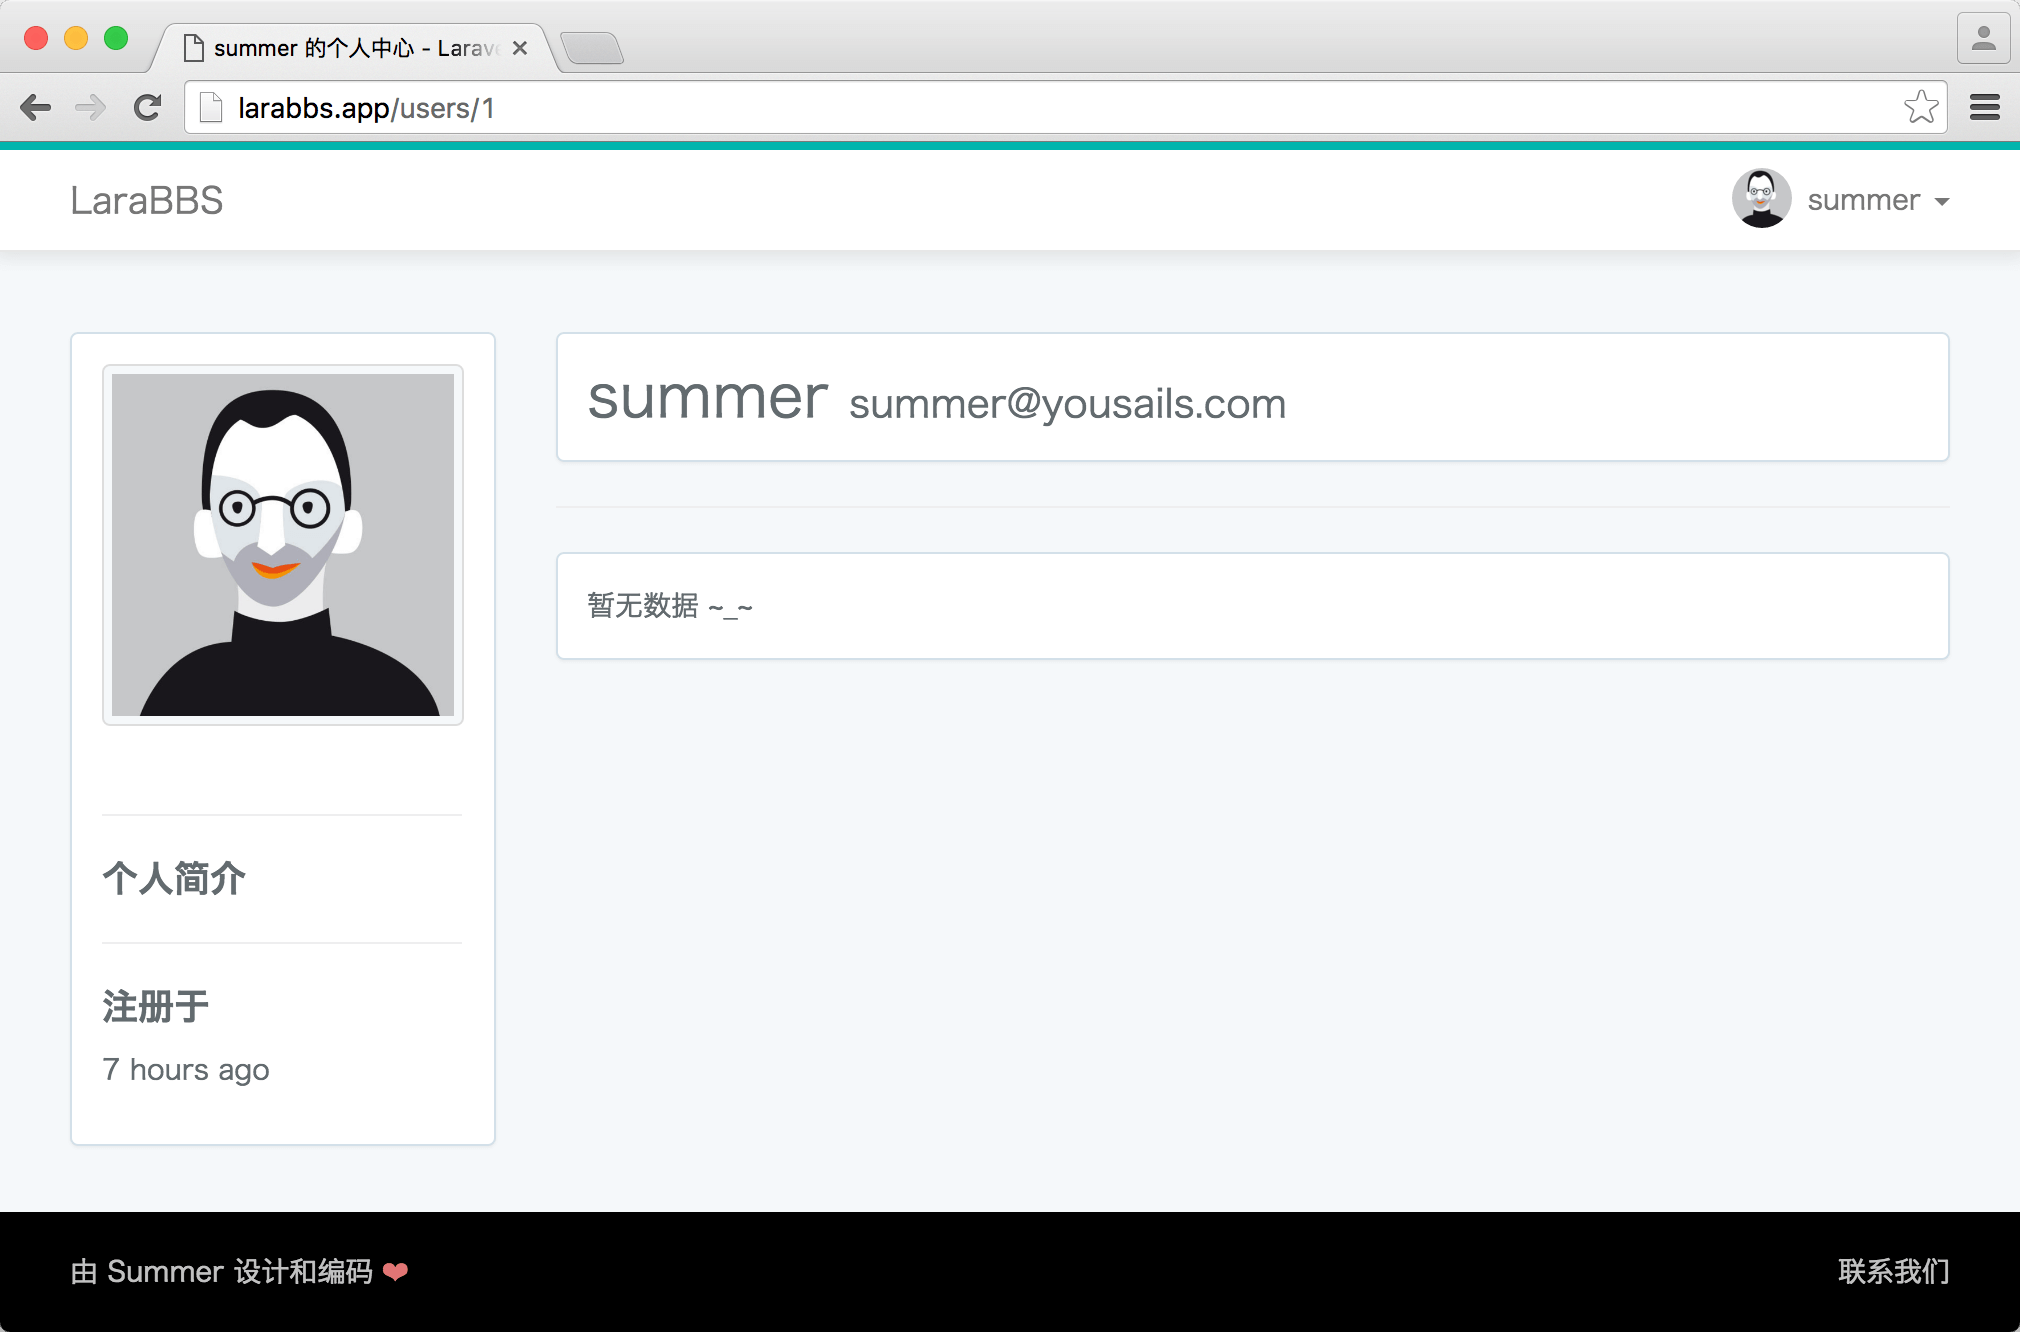 summer 的个人中心 - Larave
larabbs.app/users/1
LaraBBS
summer
summer summer@yousails.com
暂无数据 ~_~
个人简介
注册于
7 hours ago
由 Summer 设计和编码 ❤
联系我们